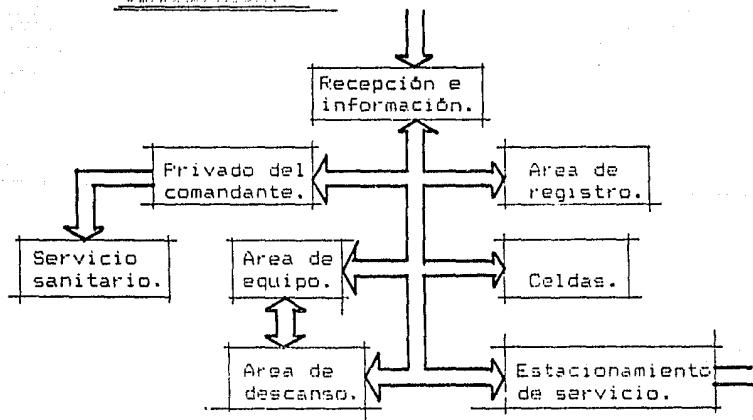 Recepción e
información.
Privado del
comandante.
Area de
registro.
Servicio
sanitario.
Area de
equipo.
Celdas.
Area de
descanso.
Estacionamiento
de servicio.